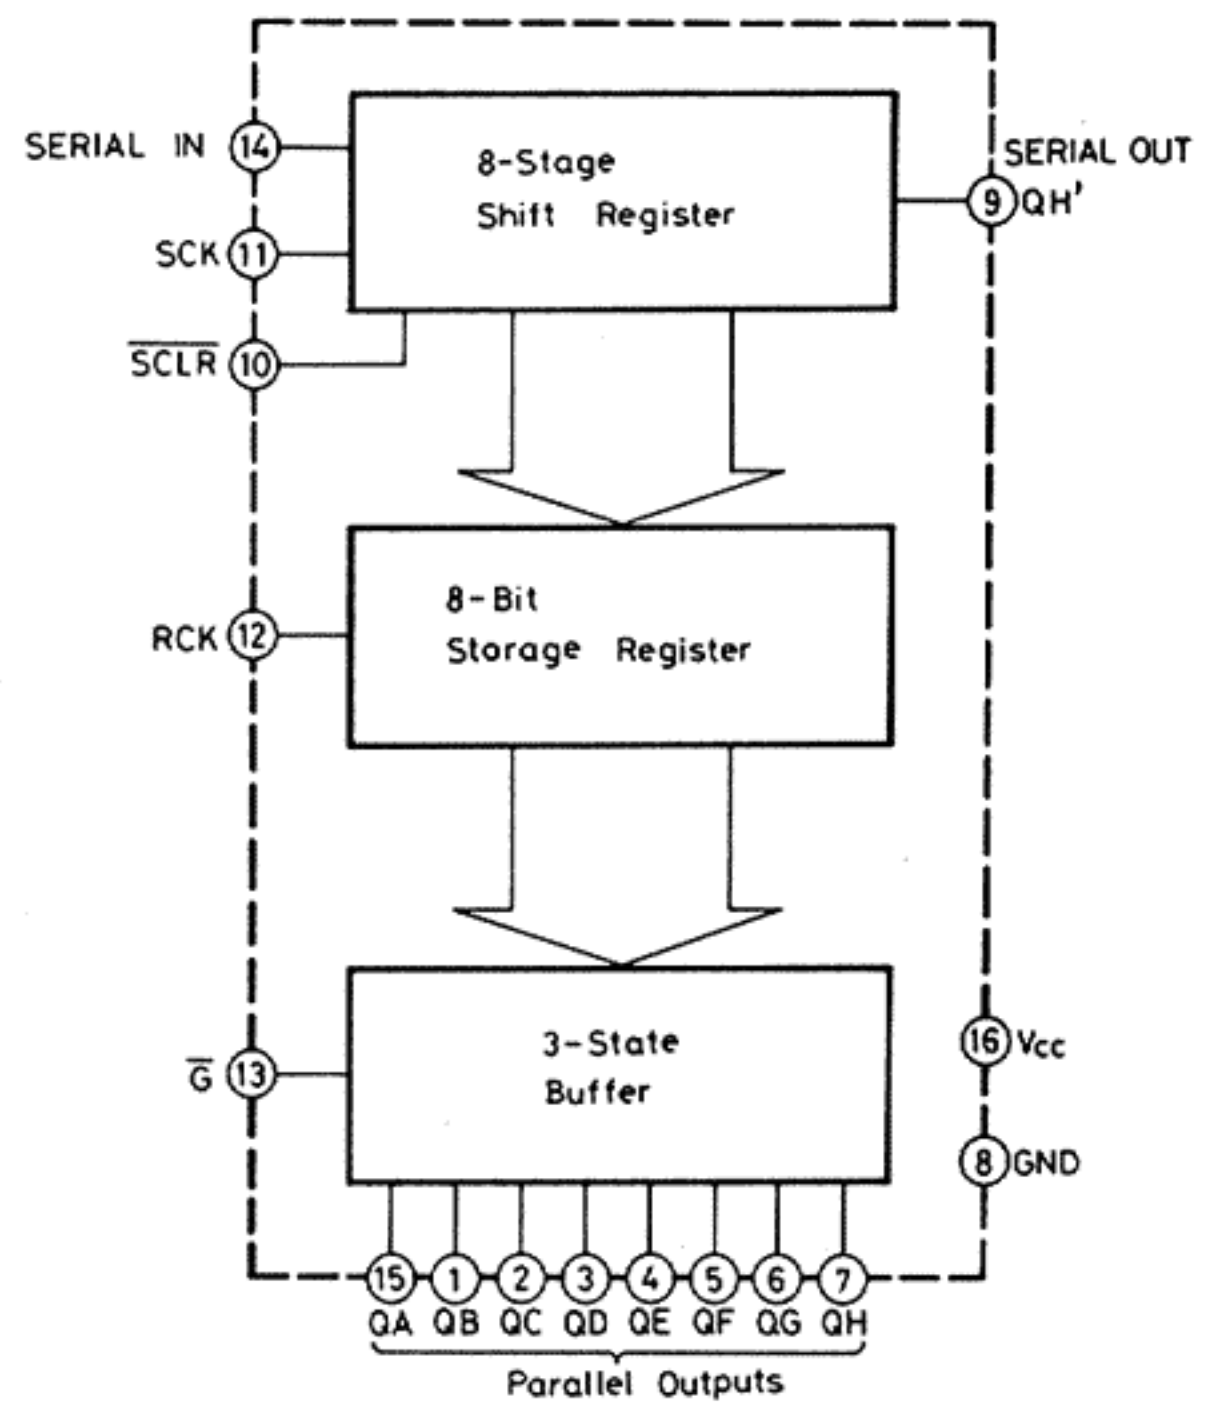 SERIAL IN 14
8-Stage
Shift Register
SERIAL OUT
9 QH'
SCK 11
S̅C̅L̅R̅ 10
8-Bit
Storage Register
RCK 12
3-State
Buffer
16 Vcc
G̅ 13
8 GND
15 1 2 3 4 5 6 7
QA QB QC QD QE QF QG QH
Parallel Outputs